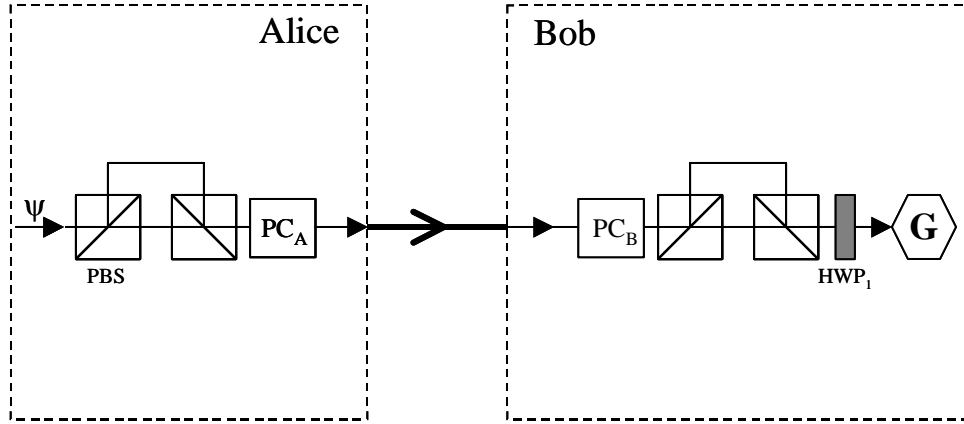 Alice
Bob
ψ
PC_A
PC_B
G
PBS
HWP_1